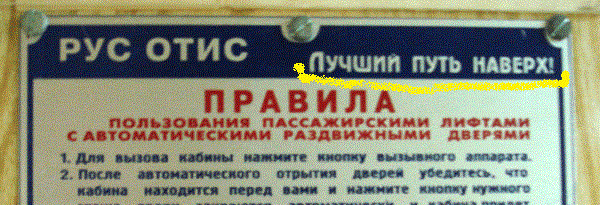 РУС ОТИС
Лучший путь наверх!
ПРАВИЛА
ПОЛЬЗОВАНИЯ ПАССАЖИРСКИМИ ЛИФТАМИ
С АВТОМАТИЧЕСКИМИ РАЗДВИЖНЫМИ ДВЕРЯМИ
1. Для вызова кабины нажмите кнопку вызывного аппарата.
2. После автоматического отрытия дверей убедитесь, что
кабина находится перед вами и нажмите кнопку нужного